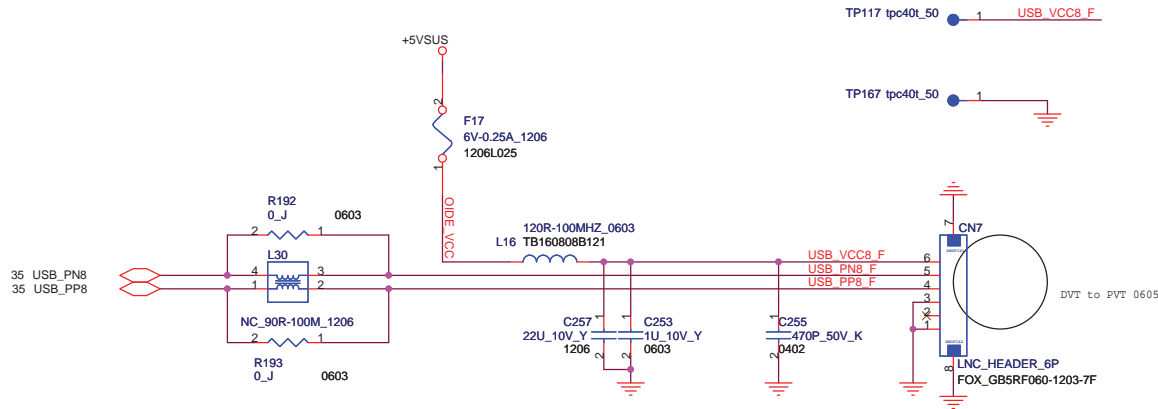 TP117 tpc40t_50
1
USB_VCC8_F
+5VSUS
TP167 tpc40t_50
1
2
F17
6V-0.25A_1206
1206L025
1
OIDE_VCC
R192
0_J
0603
2
1
120R-100MHZ_0603
L16 TB160808B121
7
CN7
L30
35 USB_PN8
4
3
USB_VCC8_F
6
USB_PN8_F
5
35 USB_PP8
1
2
USB_PP8_F
4
3
2
1
DVT to PVT 0605
NC_90R-100M_1206
2
1
R193
0_J
0603
1
C257
22U_10V_Y
1206
2
1
C253
1U_10V_Y
0603
2
1
C255
470P_50V_K
0402
2
8
LNC_HEADER_6P
FOX_GB5RF060-1203-7F